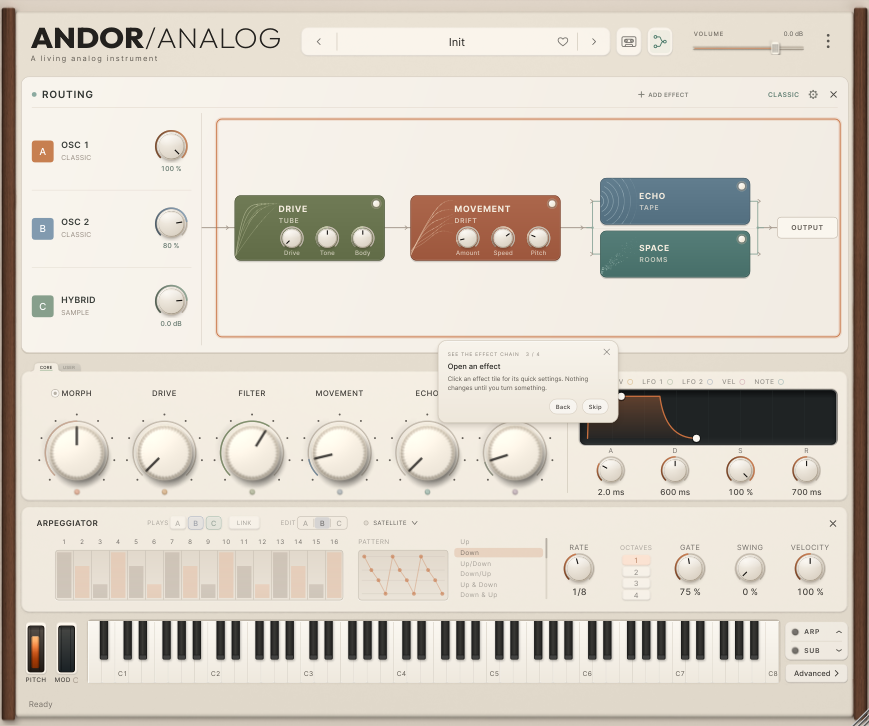 ANDOR/ANALOG
A living analog instrument
Init
VOLUME 0.0 dB
ROUTING
ADD EFFECT
CLASSIC
A
OSC 1
CLASSIC
100 %
B
OSC 2
CLASSIC
80 %
C
HYBRID
SAMPLE
0.0 dB
DRIVE
TUBE
Drive Tone Body
MOVEMENT
DRIFT
Amount Speed Pitch
ECHO
TAPE
SPACE
ROOMS
OUTPUT
SEE THE EFFECT CHAIN 3 / 4
Open an effect
Click an effect tile for its quick settings. Nothing
changes until you turn something.
Back Skip
CORE USER
MORPH DRIVE FILTER MOVEMENT ECHO
V LFO 1 LFO 2 VEL NOTE
A D S R
2.0 ms 600 ms 100 % 700 ms
ARPEGGIATOR
PLAYS A B C
LINK
EDIT A B C
SATELLITE
1 2 3 4 5 6 7 8 9 10 11 12 13 14 15 16
PATTERN
Up
Down
Up/Down
Down/Up
Up & Down
Down & Up
RATE
1/8
OCTAVES
1
2
3
4
GATE
75 %
SWING
0 %
VELOCITY
100 %
PITCH MOD
C1 C2 C3 C4 C5 C6 C7 C8
ARP
SUB
Advanced
Ready